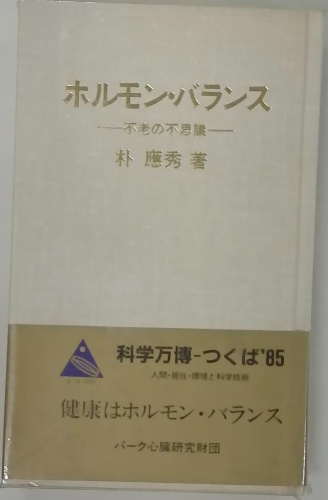 ホルモン・バランス
——不老の不思議——
朴 應秀 著
科学万博-つくば'85
人間・居住・環境と科学技術
健康はホルモン・バランス
パーク心臓研究財団